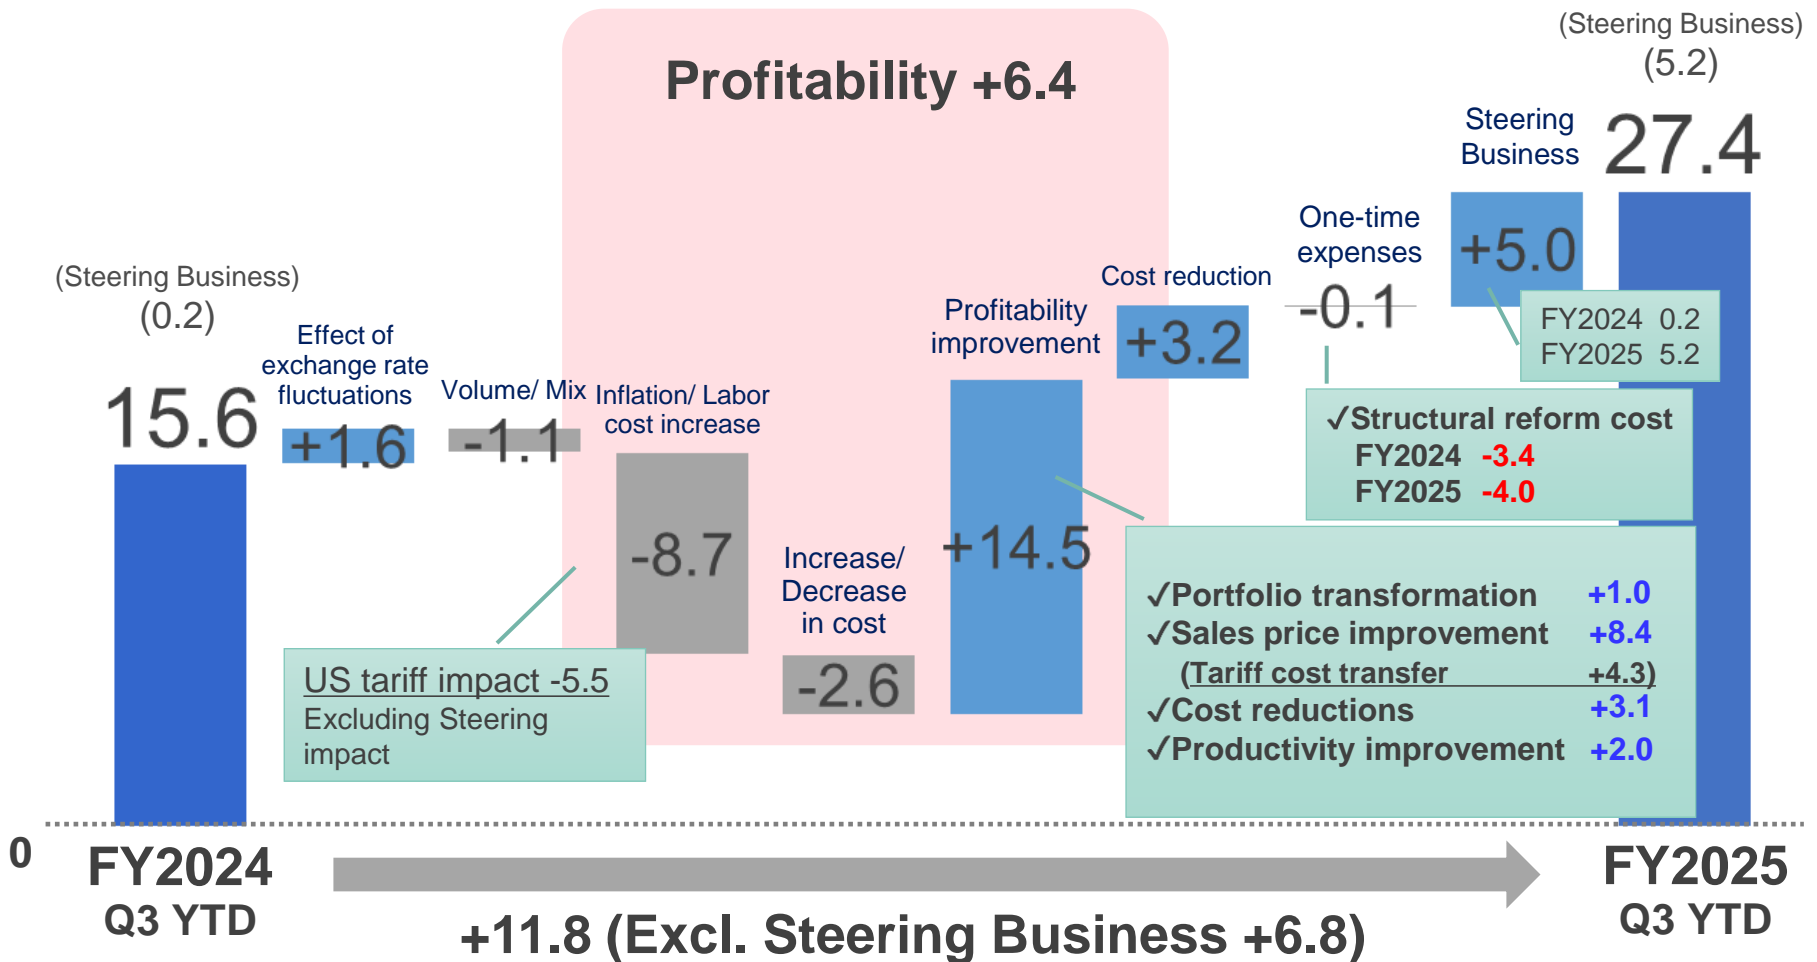 (Steering Business)
(5.2)
Profitability +6.4
Steering
Business
27.4
One-time
expenses
+5.0
(Steering Business)
(0.2)
Cost reduction
-0.1
FY2024 0.2
FY2025 5.2
Effect of
exchange rate
fluctuations
Profitability
improvement
+3.2
15.6
+1.6
Volume/ Mix
-1.1
Inflation/ Labor
cost increase
✓Structural reform cost
FY2024 -3.4
FY2025 -4.0
-8.7
Increase/
Decrease
in cost
+14.5
-2.6
✓Portfolio transformation +1.0
✓Sales price improvement +8.4
(Tariff cost transfer +4.3)
✓Cost reductions +3.1
✓Productivity improvement +2.0
US tariff impact -5.5
Excluding Steering
impact
0
FY2024
Q3 YTD
FY2025
Q3 YTD
+11.8 (Excl. Steering Business +6.8)